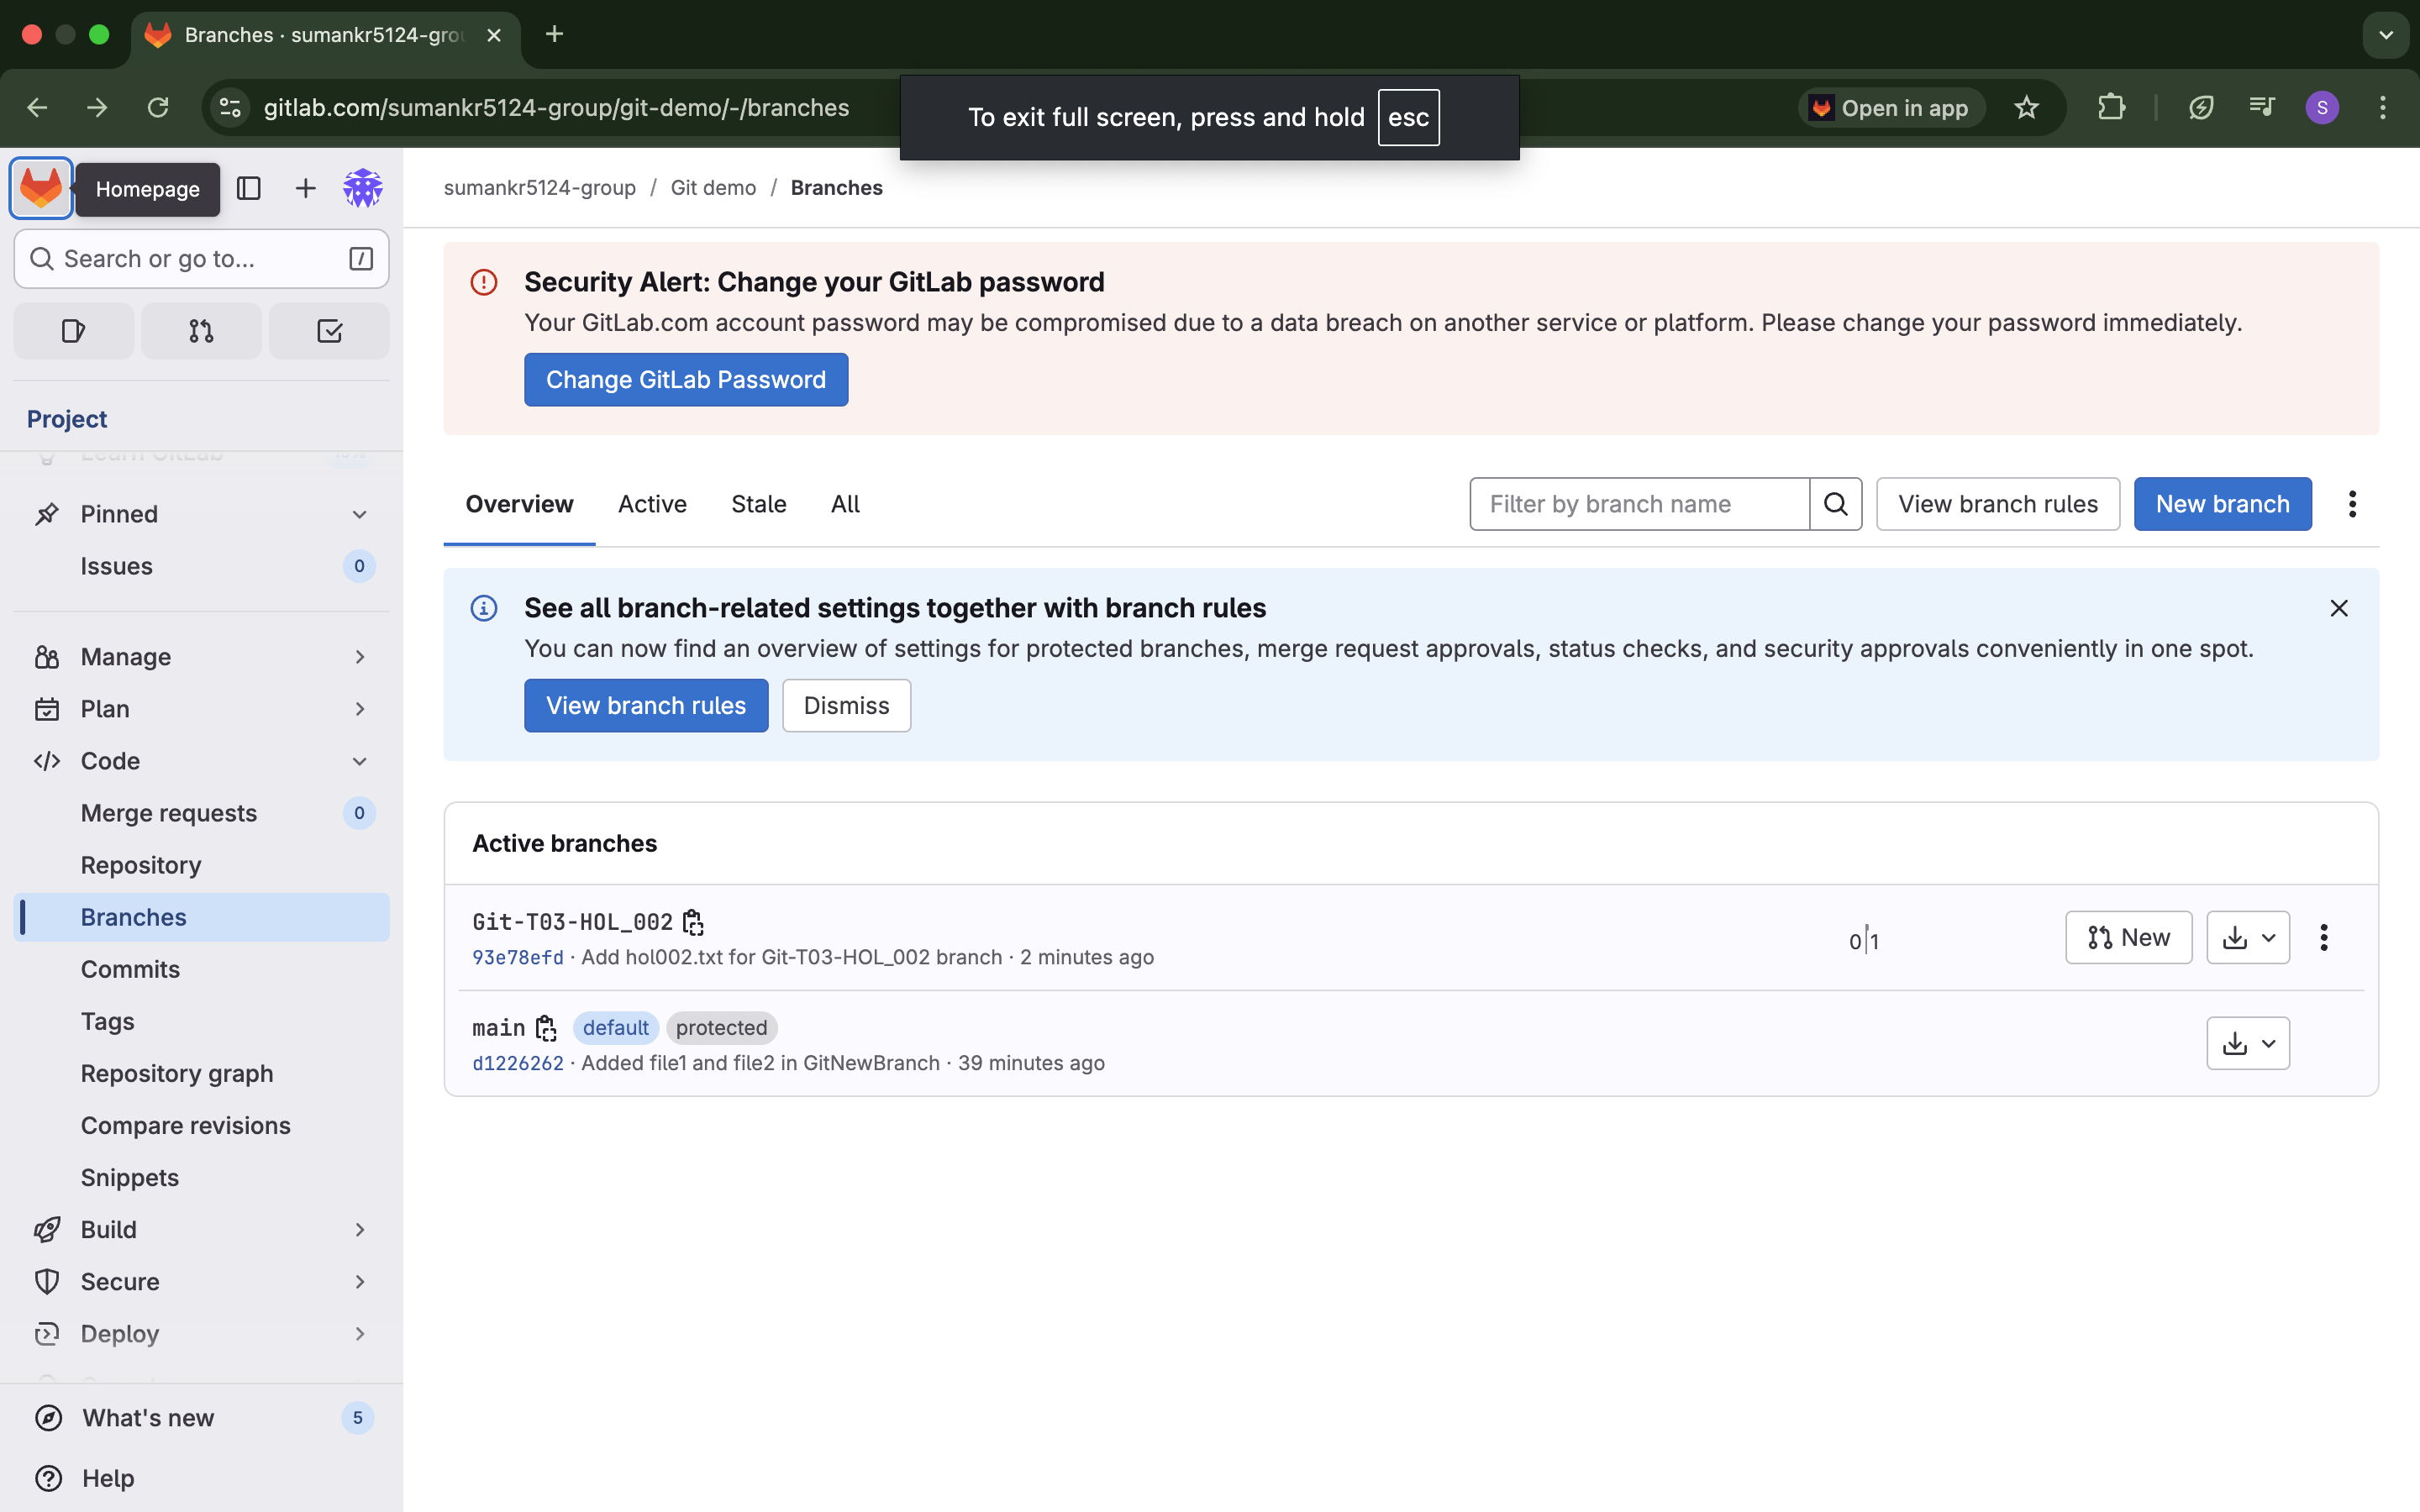 Branches · sumankr5124-grou
gitlab.com/sumankr5124-group/git-demo/-/branches
To exit full screen, press and hold esc
Open in app
S
Homepage
Search or go to...
/
Project
Learn GitLab
Pinned
Issues 0
Manage
Plan
Code
Merge requests 0
Repository
Branches
Commits
Tags
Repository graph
Compare revisions
Snippets
Build
Secure
Deploy
What's new 5
Help
sumankr5124-group / Git demo / Branches
Security Alert: Change your GitLab password
Your GitLab.com account password may be compromised due to a data breach on another service or platform. Please change your password immediately.
Change GitLab Password
Overview Active Stale All
Filter by branch name
View branch rules
New branch
See all branch-related settings together with branch rules
You can now find an overview of settings for protected branches, merge request approvals, status checks, and security approvals conveniently in one spot.
View branch rules Dismiss
Active branches
Git-T03-HOL_002
93e78efd · Add hol002.txt for Git-T03-HOL_002 branch · 2 minutes ago
0 1
New
main default protected
d1226262 · Added file1 and file2 in GitNewBranch · 39 minutes ago